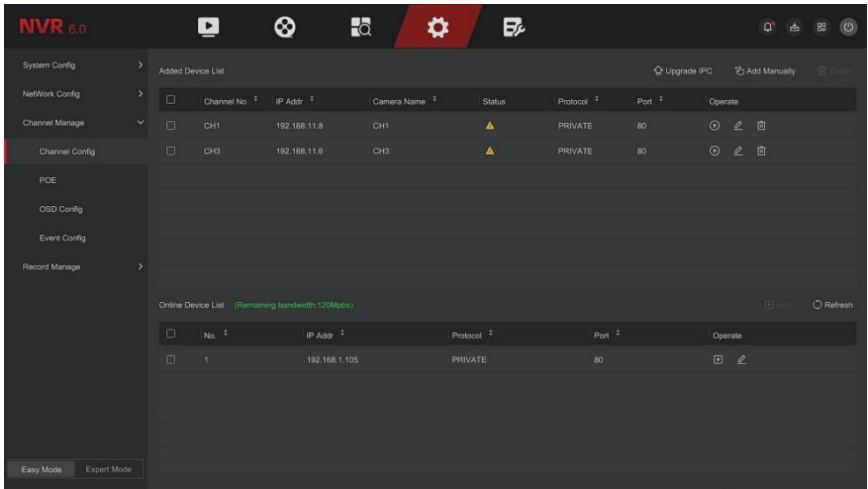 NVR 6.0
System Config
NetWork Config
Channel Manage
Channel Config
POE
OSD Config
Event Config
Record Manage
Easy Mode Expert Mode
Added Device List Upgrade IPC Add Manually Delete
Channel No IP Addr Camera Name Status Protocol Port Operate
CH1 192.168.11.8 CH1 PRIVATE 80
CH3 192.168.11.6 CH3 PRIVATE 80
Online Device List (Remaining bandwidth:120Mpbs) Add Refresh
No. IP Addr Protocol Port Operate
1 192.168.1.105 PRIVATE 80